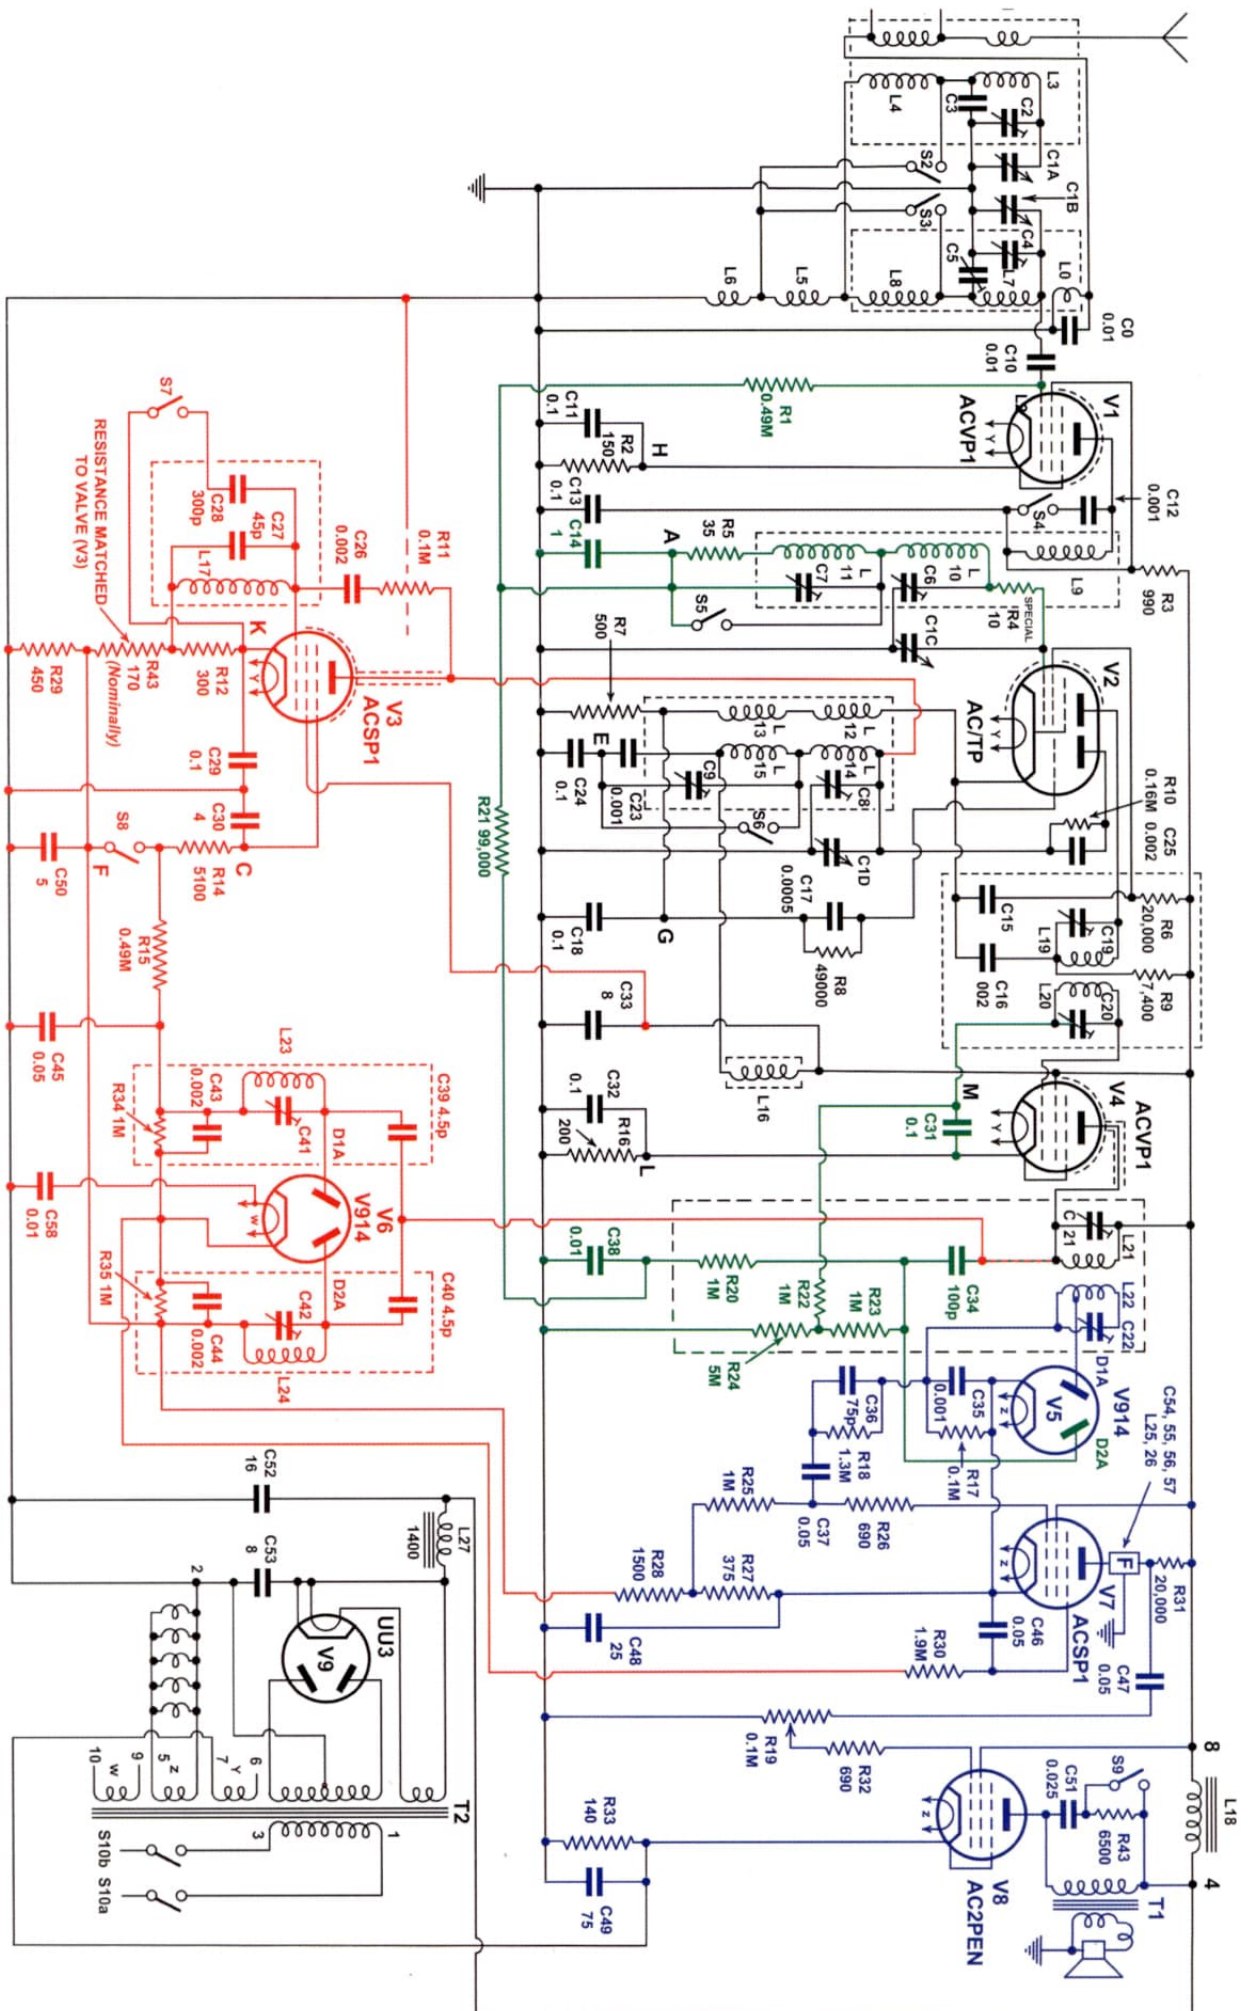 L3
C2
C1A
C1B
C3
L4
S2
S3
C4
C5
L7
L0
L8
L5
L6
C0
0.01
C10
0.01
V1
ACVP1
Y
R1
0.49M
C11
0.1
R2
150
H
C12
0.001
S4
C13
0.1
C14
1
A
R5
35
L
11
L
10
C7
C6
L9
R3
990
S5
SPECIAL
R4
10
C1C
R7
500
V2
AC/TP
Y
L
13
L
12
L
15
L
14
E
C9
C8
C24
0.1
C23
0.001
S6
C1D
R10
0.16M
C25
0.002
R21 99,000
C17
0.0005
C18
0.1
G
R8
49000
C15
C16
002
R6
20,000
C19
L19
R9
7,400
L20
C20
C33
8
L16
M
C31
0.1
C32
0.1
R16
200
L
V4
ACVP1
Y
C
21
L21
C38
0.01
R20
1M
R22
1M
R23
1M
C34
100p
R24
5M
L22
C22
D1A
V914
V5
Z
D2A
C35
0.001
C36
75p
R17
0.1M
R18
1.3M
C37
0.05
R25
1M
R26
690
C54, 55, 56, 57
L25, 26
F
R31
20,000
V7
ACSP1
Z
R27
375
R28
1500
C46
0.05
C48
25
R30
1.9M
C47
0.05
R19
0.1M
R32
690
8
L18
4
S9
C51
0.025
R43
6500
T1
V8
AC2PEN
Z
R33
140
C49
75
S7
RESISTANCE MATCHED
TO VALVE (V3)
C28
300p
C27
45p
L17
C26
0.002
R11
0.1M
K
R12
300
R43
170
(Nominally)
R29
450
V3
ACSP1
Y
C29
0.1
C30
4
S8
R14
5100
C
F
C50
5
R15
0.49M
C45
0.05
L23
C43
0.002
R34 1M
C41
C39 4.5p
D1A
V6
V914
W
C58
0.01
D2A
C40 4.5p
C42
R35 1M
C44
0.002
L24
C52
16
L27
1400
C53
8
2
UU3
V9
T2
10
W
9
5
Z
7
Y
6
3
1
S10b
S10a